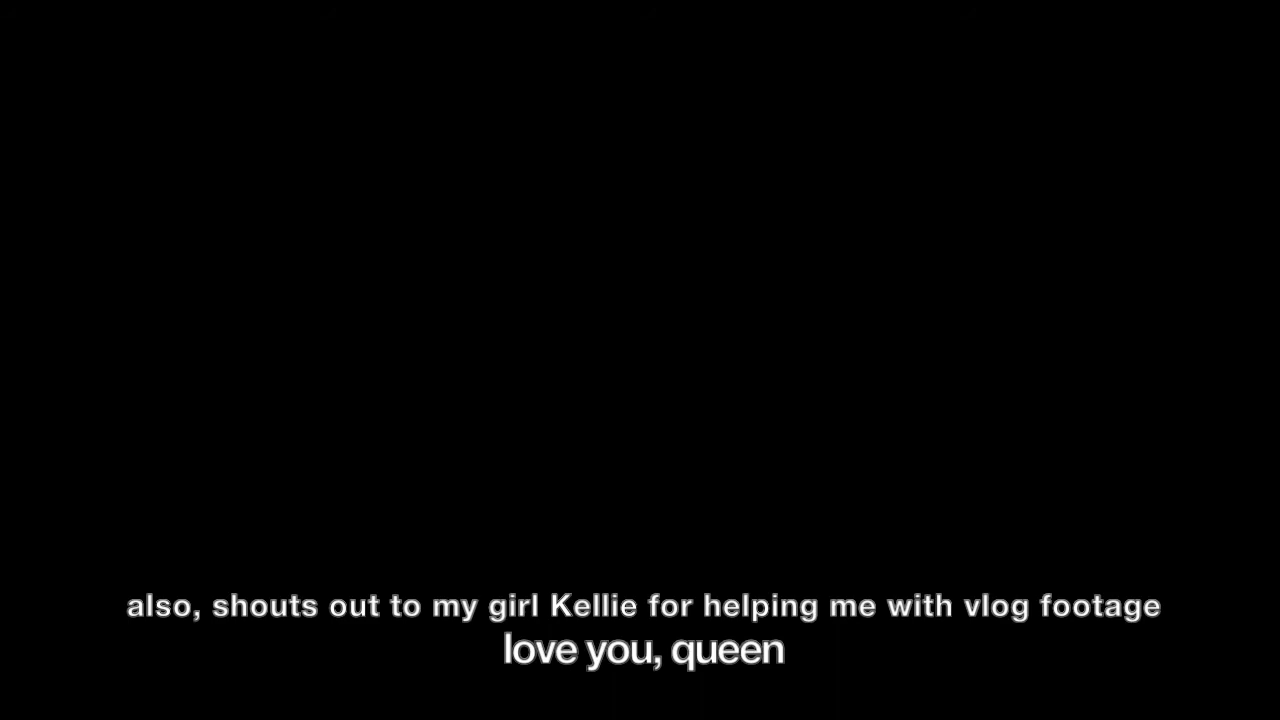 also, shouts out to my girl Kellie for helping me with vlog footage
love you, queen